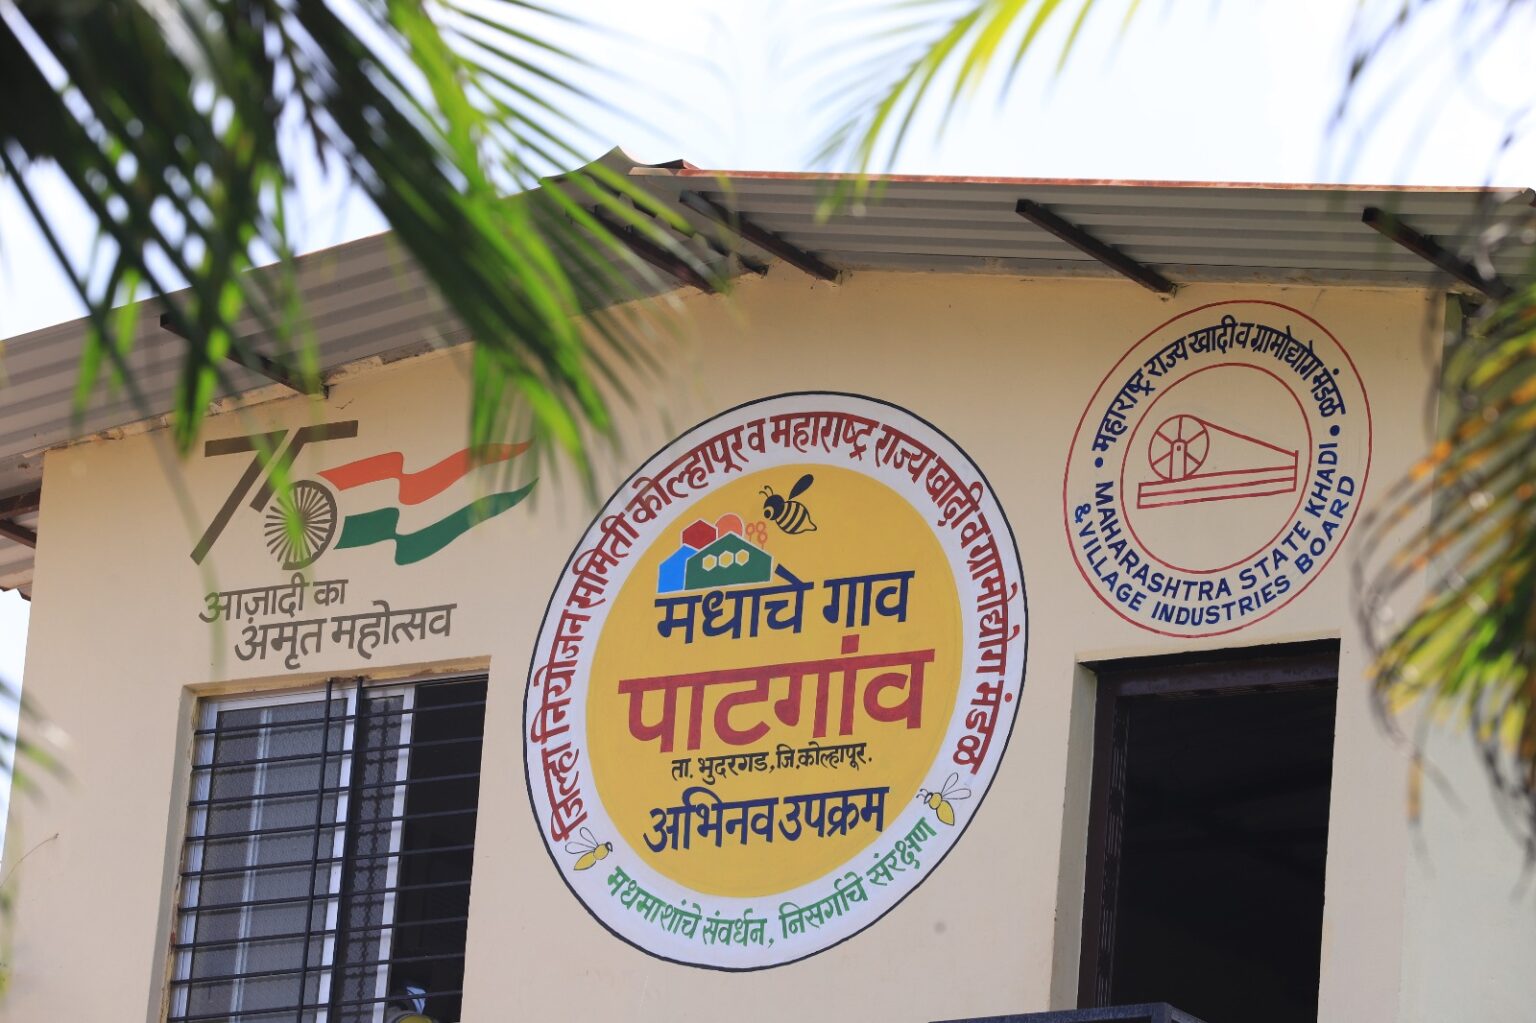 75
आज़ादी का
अमृत महोत्सव
जिल्हा नियोजन समिती कोल्हापूर व महाराष्ट्र राज्य खादी व ग्रामोद्योग मंडळ
मधाचे गाव
पाटगांव
ता. भुदरगड, जि.कोल्हापूर.
अभिनव उपक्रम
मधमाशांचे संवर्धन, निसर्गाचे संरक्षण
• महाराष्ट्र राज्य खादी व ग्रामोद्योग मंडळ •
MAHARASHTRA STATE KHADI
& VILLAGE INDUSTRIES BOARD